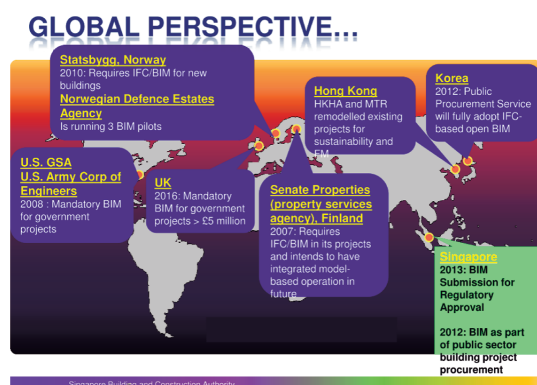 GLOBAL PERSPECTIVE…
Statsbygg, Norway
2010: Requires IFC/BIM for new
buildings
Norwegian Defence Estates
Agency
Is running 3 BIM pilots
Hong Kong
HKHA and MTR
remodelled existing
projects for
sustainability and
FM
Korea
2012: Public
Procurement Service
will fully adopt IFC-
based open BIM
U.S. GSA
U.S. Army Corp of
Engineers
2008 : Mandatory BIM
for government
projects
UK
2016: Mandatory
BIM for government
projects > £5 million
Senate Properties
(property services
agency), Finland
2007: Requires
IFC/BIM in its projects
and intends to have
integrated model-
based operation in
future
Singapore
2013: BIM
Submission for
Regulatory
Approval
2012: BIM as part
of public sector
building project
procurement
Singapore Building and Construction Authority